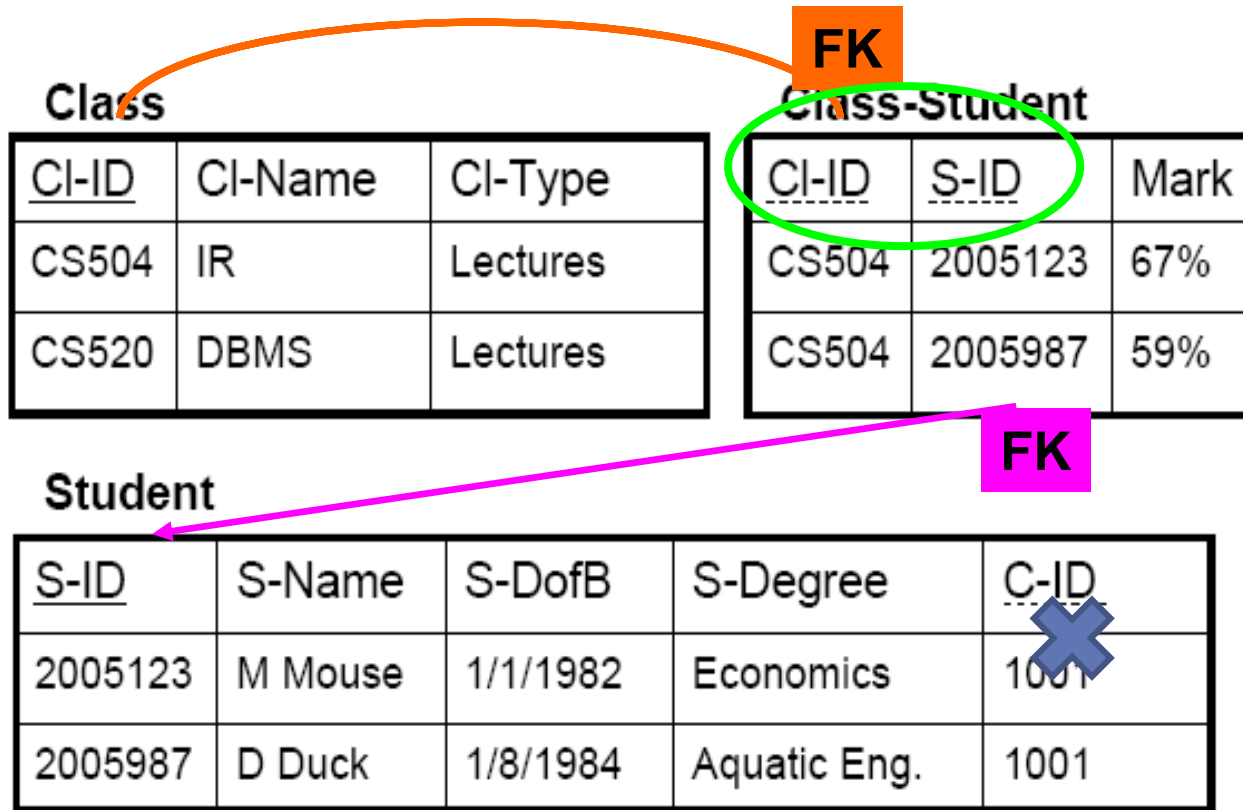 FK
Class
Cl-ID Cl-Name Cl-Type
CS504 IR Lectures
CS520 DBMS Lectures
Class-Student
Cl-ID S-ID Mark
CS504 2005123 67%
CS504 2005987 59%
FK
Student
S-ID S-Name S-DofB S-Degree C-ID
2005123 M Mouse 1/1/1982 Economics 1001
2005987 D Duck 1/8/1984 Aquatic Eng. 1001